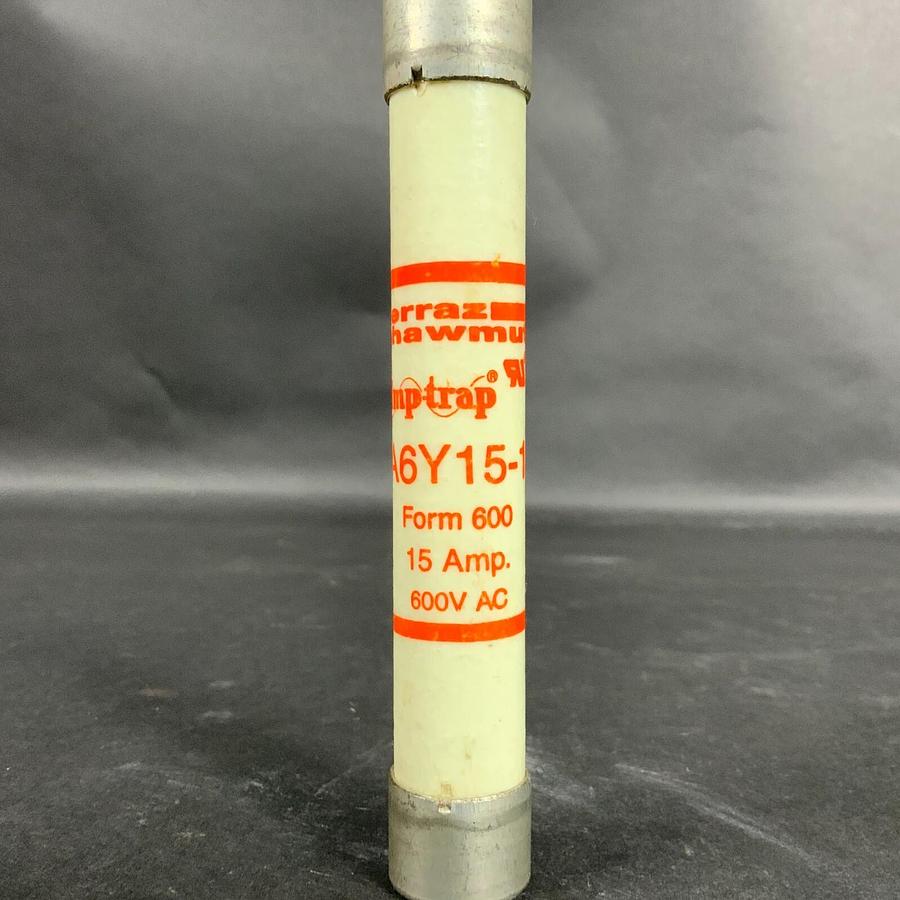 erraz
hawmu
mp-trap®
A6Y15-1
Form 600
15 Amp.
600V AC